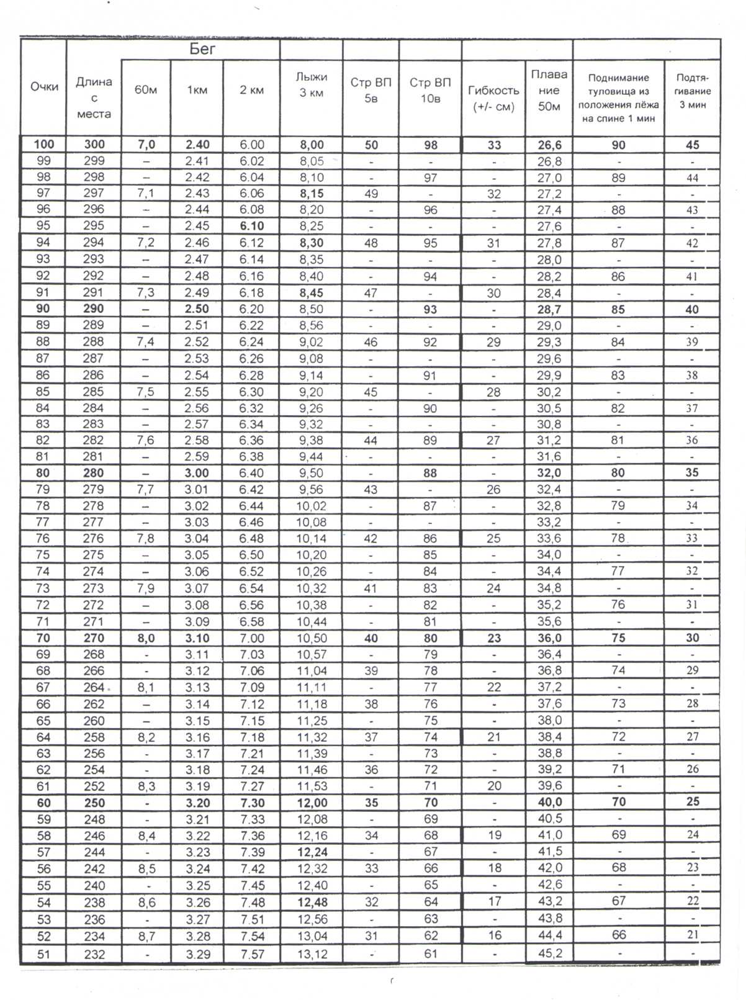 Бег
Очки Длина с места 60м 1км 2 км Лыжи 3 км Стр ВП 5в Стр ВП 10в Гибкость (+/- см) Плавание 50м Поднимание туловища из положения лёжа на спине 1 мин Подтя-гивание 3 мин
100 300 7,0 2.40 6.00 8,00 50 98 33 26,6 90 45
99 299 – 2.41 6.02 8,05 - - - 26,8 - -
98 298 – 2.42 6.04 8,10 - 97 - 27,0 89 44
97 297 7,1 2.43 6.06 8,15 49 - 32 27,2 - -
96 296 – 2.44 6.08 8,20 - 96 - 27,4 88 43
95 295 – 2.45 6.10 8,25 - - - 27,6 - -
94 294 7,2 2.46 6.12 8,30 48 95 31 27,8 87 42
93 293 – 2.47 6.14 8,35 - - - 28,0 - -
92 292 – 2.48 6.16 8,40 - 94 - 28,2 86 41
91 291 7,3 2.49 6.18 8,45 47 - 30 28,4 - -
90 290 – 2.50 6.20 8,50 - 93 - 28,7 85 40
89 289 – 2.51 6.22 8,56 - - - 29,0 - -
88 288 7,4 2.52 6.24 9,02 46 92 29 29,3 84 39
87 287 – 2.53 6.26 9,08 - - - 29,6 - -
86 286 – 2.54 6.28 9,14 - 91 - 29,9 83 38
85 285 7,5 2.55 6.30 9,20 45 - 28 30,2 - -
84 284 – 2.56 6.32 9,26 - 90 - 30,5 82 37
83 283 – 2.57 6.34 9,32 - - - 30,8 - -
82 282 7,6 2.58 6.36 9,38 44 89 27 31,2 81 36
81 281 – 2.59 6.38 9,44 - - - 31,6 - -
80 280 – 3.00 6.40 9,50 - 88 - 32,0 80 35
79 279 7,7 3.01 6.42 9,56 43 - 26 32,4 - -
78 278 – 3.02 6.44 10,02 - 87 - 32,8 79 34
77 277 – 3.03 6.46 10,08 - - - 33,2 - -
76 276 7,8 3.04 6.48 10,14 42 86 25 33,6 78 33
75 275 – 3.05 6.50 10,20 - 85 - 34,0 - -
74 274 – 3.06 6.52 10,26 - 84 - 34,4 77 32
73 273 7,9 3.07 6.54 10,32 41 83 24 34,8 - -
72 272 – 3.08 6.56 10,38 - 82 - 35,2 76 31
71 271 – 3.09 6.58 10,44 - 81 - 35,6 - -
70 270 8,0 3.10 7.00 10,50 40 80 23 36,0 75 30
69 268 - 3.11 7.03 10,57 - 79 - 36,4 - -
68 266 - 3.12 7.06 11,04 39 78 - 36,8 74 29
67 264 8,1 3.13 7.09 11,11 - 77 22 37,2 - -
66 262 – 3.14 7.12 11,18 38 76 - 37,6 73 28
65 260 – 3.15 7.15 11,25 - 75 - 38,0 - -
64 258 8,2 3.16 7.18 11,32 37 74 21 38,4 72 27
63 256 - 3.17 7.21 11,39 - 73 - 38,8 - -
62 254 - 3.18 7.24 11,46 36 72 - 39,2 71 26
61 252 8,3 3.19 7.27 11,53 - 71 20 39,6 - -
60 250 - 3.20 7.30 12,00 35 70 - 40,0 70 25
59 248 - 3.21 7.33 12,08 - 69 - 40,5 - -
58 246 8,4 3.22 7.36 12,16 34 68 19 41,0 69 24
57 244 - 3.23 7.39 12,24 - 67 - 41,5 - -
56 242 8,5 3.24 7.42 12,32 33 66 18 42,0 68 23
55 240 - 3.25 7.45 12,40 - 65 - 42,6 - -
54 238 8,6 3.26 7.48 12,48 32 64 17 43,2 67 22
53 236 - 3.27 7.51 12,56 - 63 - 43,8 - -
52 234 8,7 3.28 7.54 13,04 31 62 16 44,4 66 21
51 232 - 3.29 7.57 13,12 - 61 - 45,2 - -